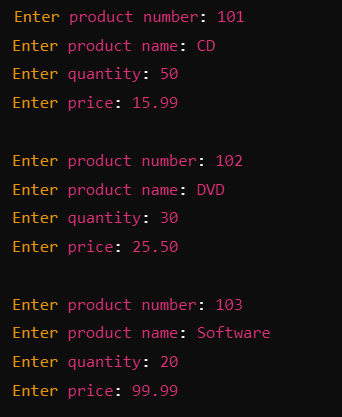 Enter product number: 101
Enter product name: CD
Enter quantity: 50
Enter price: 15.99
Enter product number: 102
Enter product name: DVD
Enter quantity: 30
Enter price: 25.50
Enter product number: 103
Enter product name: Software
Enter quantity: 20
Enter price: 99.99